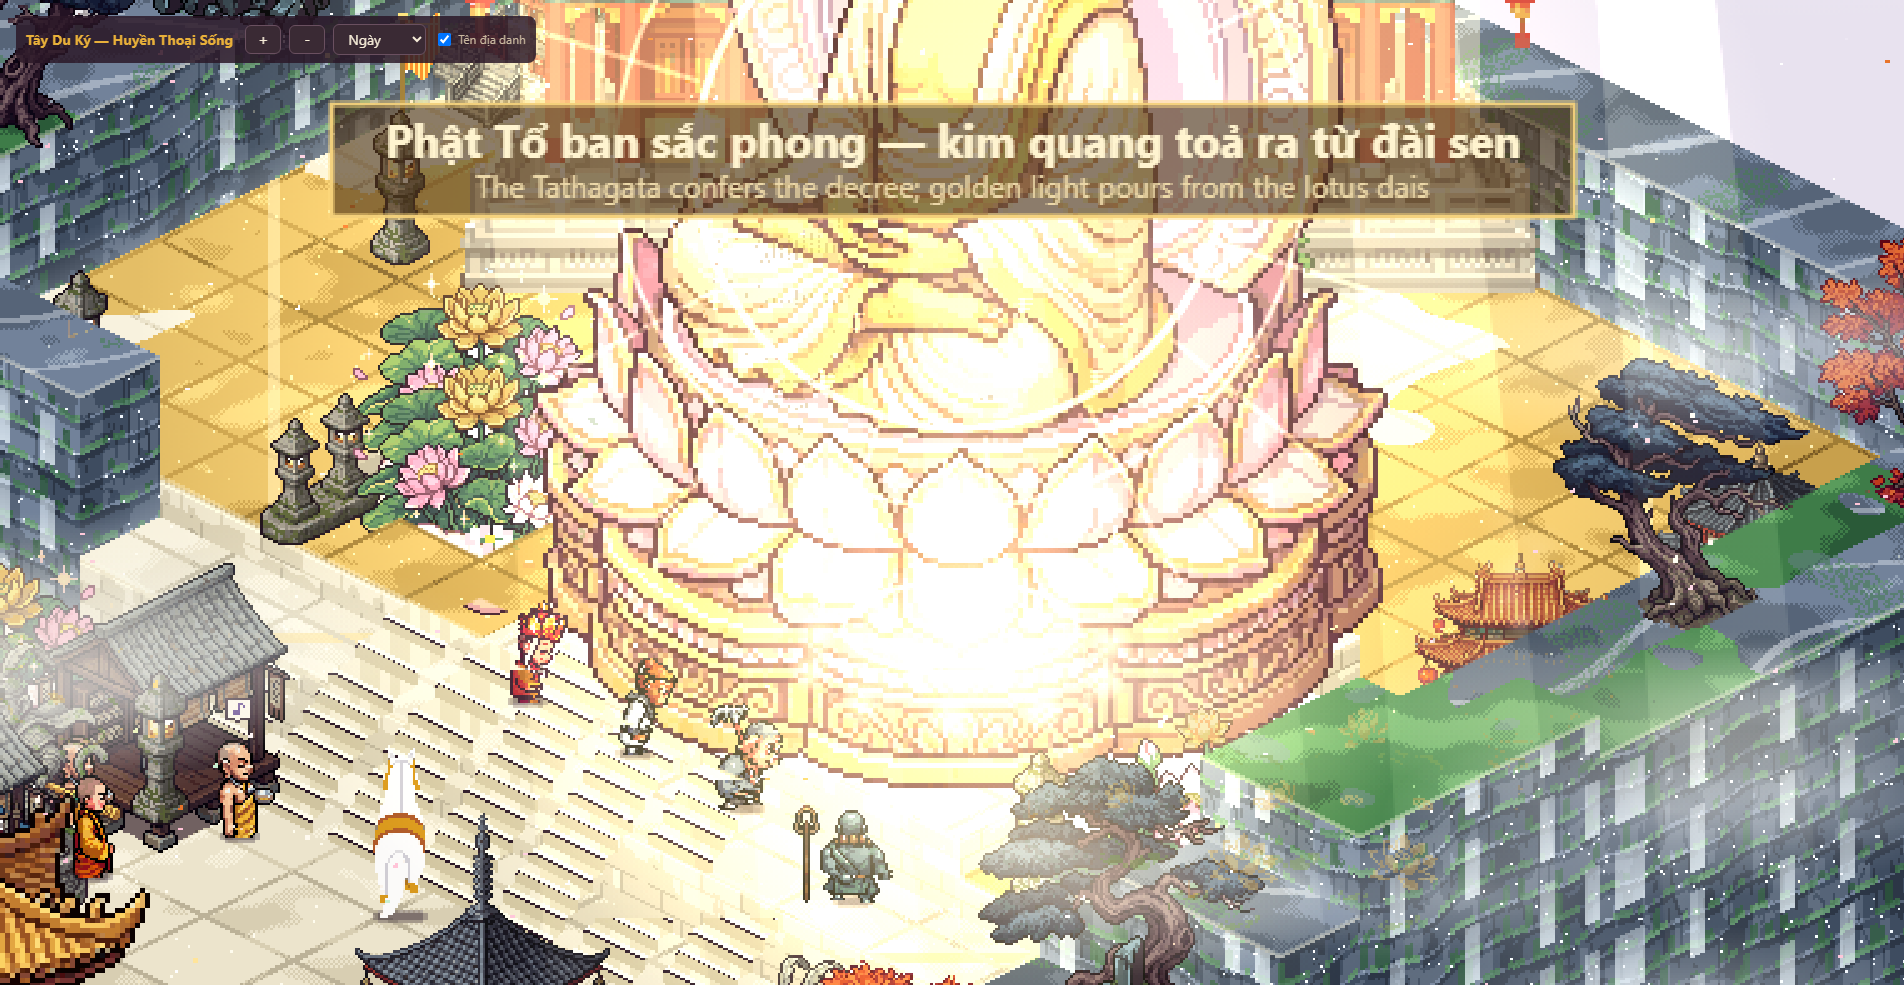 Tây Du Ký — Huyền Thoại Sống + - Ngày Tên địa danh
Phật Tổ ban sắc phong — kim quang toả ra từ đài sen
The Tathagata confers the decree; golden light pours from the lotus dais